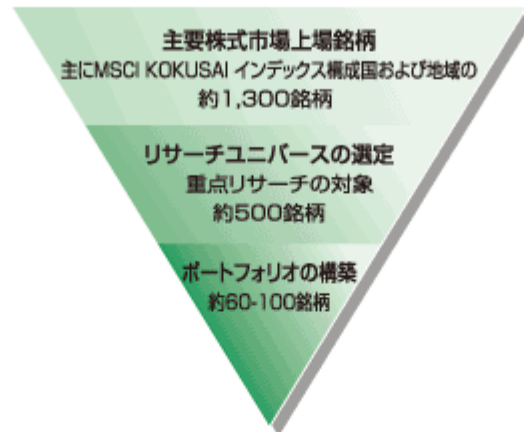 主要株式市場上場銘柄
主にMSCI KOKUSAI インデックス構成国および地域の
約1,300銘柄
リサーチユニバースの選定
重点リサーチの対象
約500銘柄
ポートフォリオの構築
約60-100銘柄